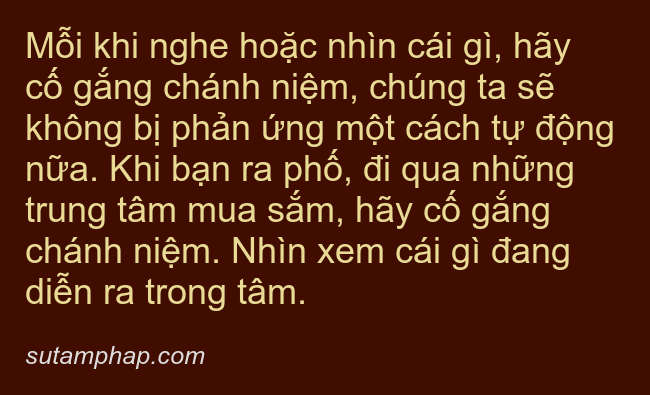 Mỗi khi nghe hoặc nhìn cái gì, hãy
cố gắng chánh niệm, chúng ta sẽ
không bị phản ứng một cách tự động
nữa. Khi bạn ra phố, đi qua những
trung tâm mua sắm, hãy cố gắng
chánh niệm. Nhìn xem cái gì đang
diễn ra trong tâm.
sutamphap.com